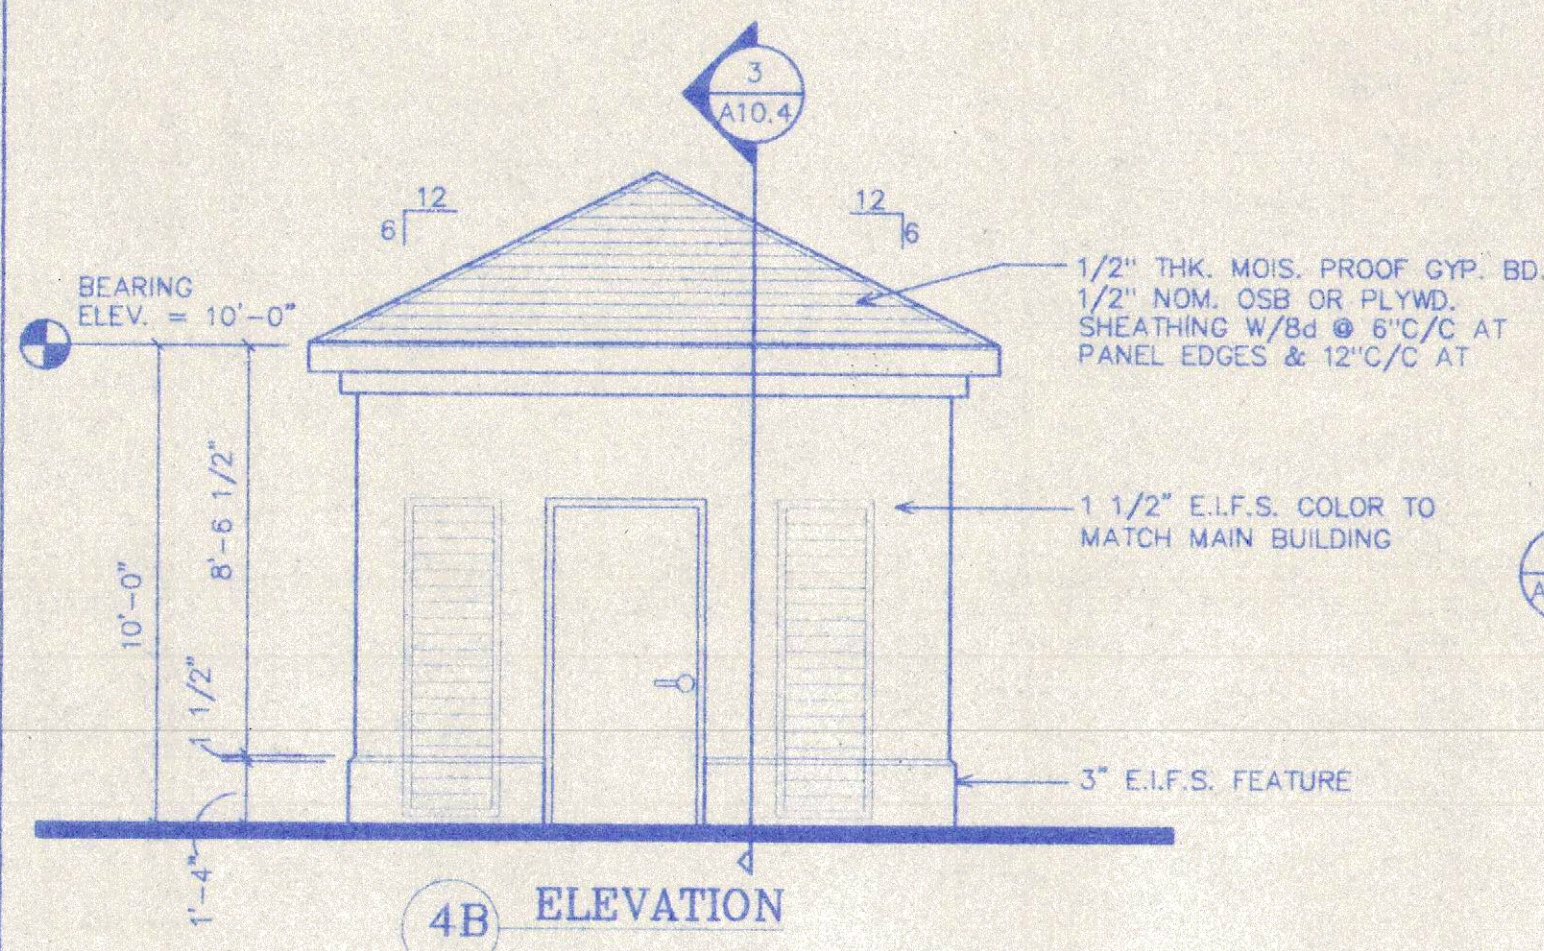 3
A10.4
12
6
12
6
BEARING
ELEV. = 10'-0"
1/2" THK. MOIS. PROOF GYP. BD.
1/2" NOM. OSB OR PLYWD.
SHEATHING W/8d @ 6"C/C AT
PANEL EDGES & 12"C/C AT
8'-6 1/2"
10'-0"
1 1/2" E.I.F.S. COLOR TO
MATCH MAIN BUILDING
A
1 1/2"
3" E.I.F.S. FEATURE
1'-4"
4B ELEVATION